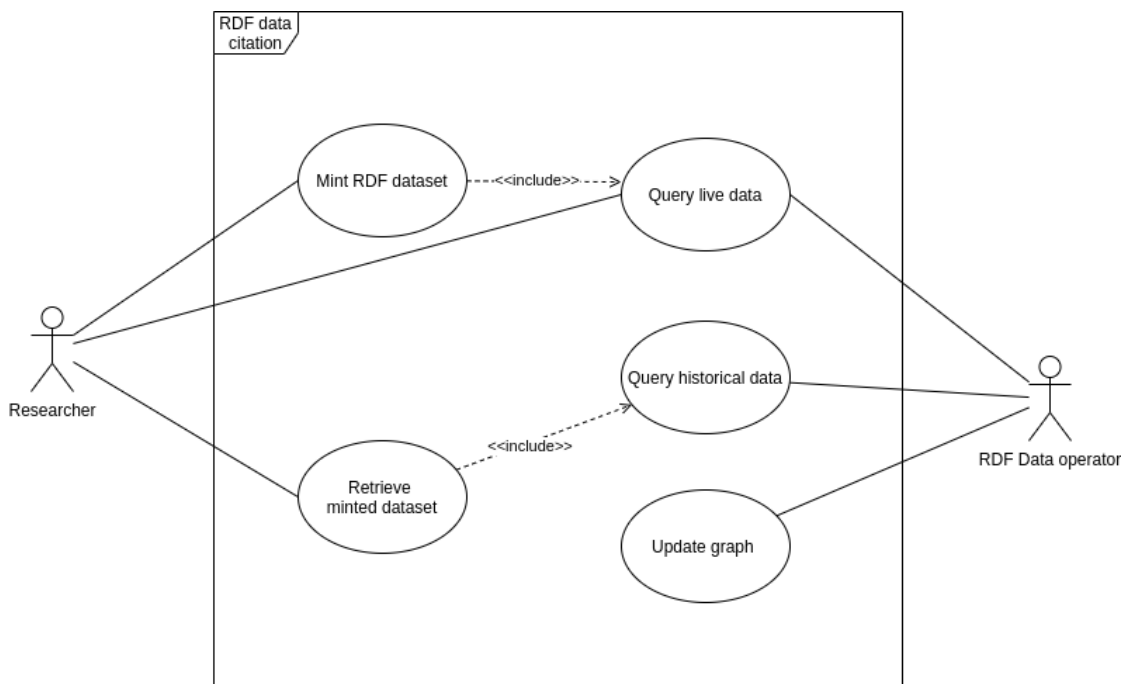 RDF data
citation
Mint RDF dataset
<<include>>
Query live data
Researcher
Query historical data
<<include>>
RDF Data operator
Retrieve
minted dataset
Update graph